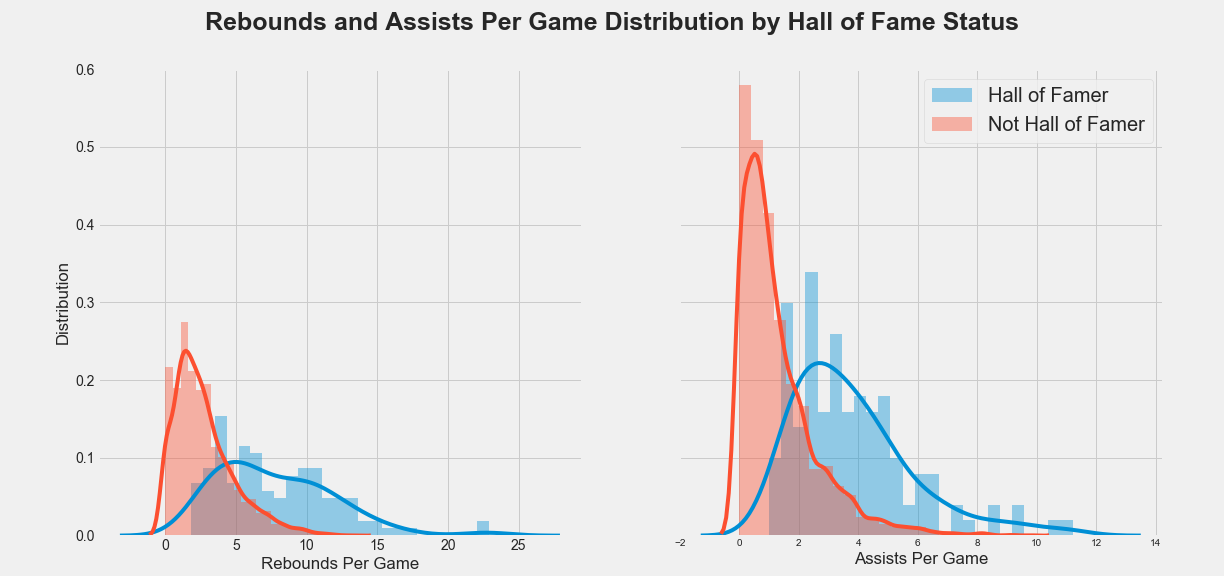 Rebounds and Assists Per Game Distribution by Hall of Fame Status
0.6
0.5
0.4
0.3
0.2
0.1
0.0
Distribution
0 5 10 15 20 25
Rebounds Per Game
Hall of Famer
Not Hall of Famer
−2 0 2 4 6 8 10 12 14
Assists Per Game